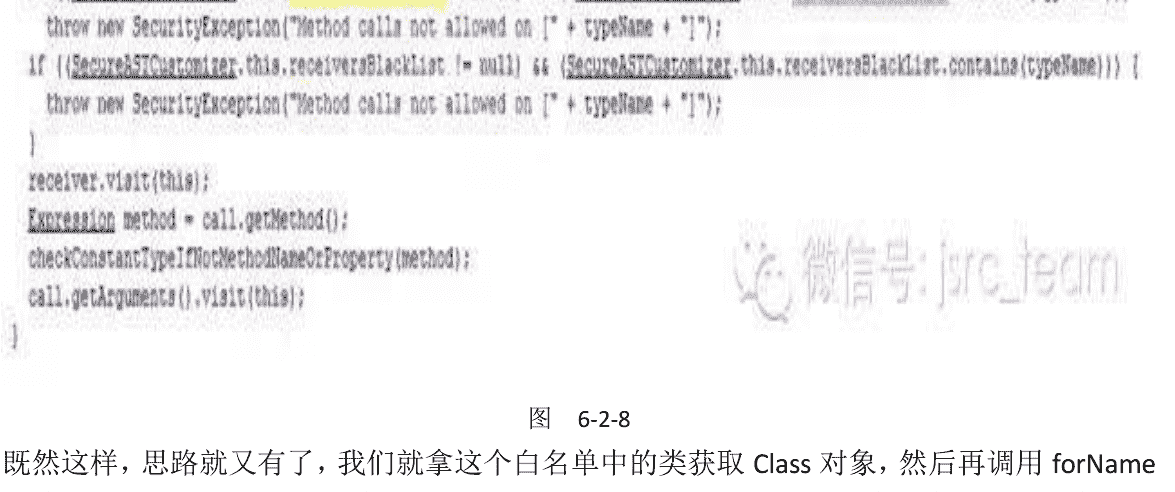 throw new SecurityException("Method calls not allowed on [" + typeName + "]");
if ((SecureASTCustomizer.this.receiversBlackList != null) && (SecureASTCustomizer.this.receiversBlackList.contains(typeName))) {
throw new SecurityException("Method calls not allowed on [" + typeName + "]");
}
receiver.visit(this);
Expression method = call.getMethod();
checkConstantTypeIfNotMethodNameOrProperty(method);
call.getArguments().visit(this);
微信号: jsrc_team
}
图 6-2-8
既然这样，思路就又有了，我们就拿这个白名单中的类获取 Class 对象，然后再调用 forName